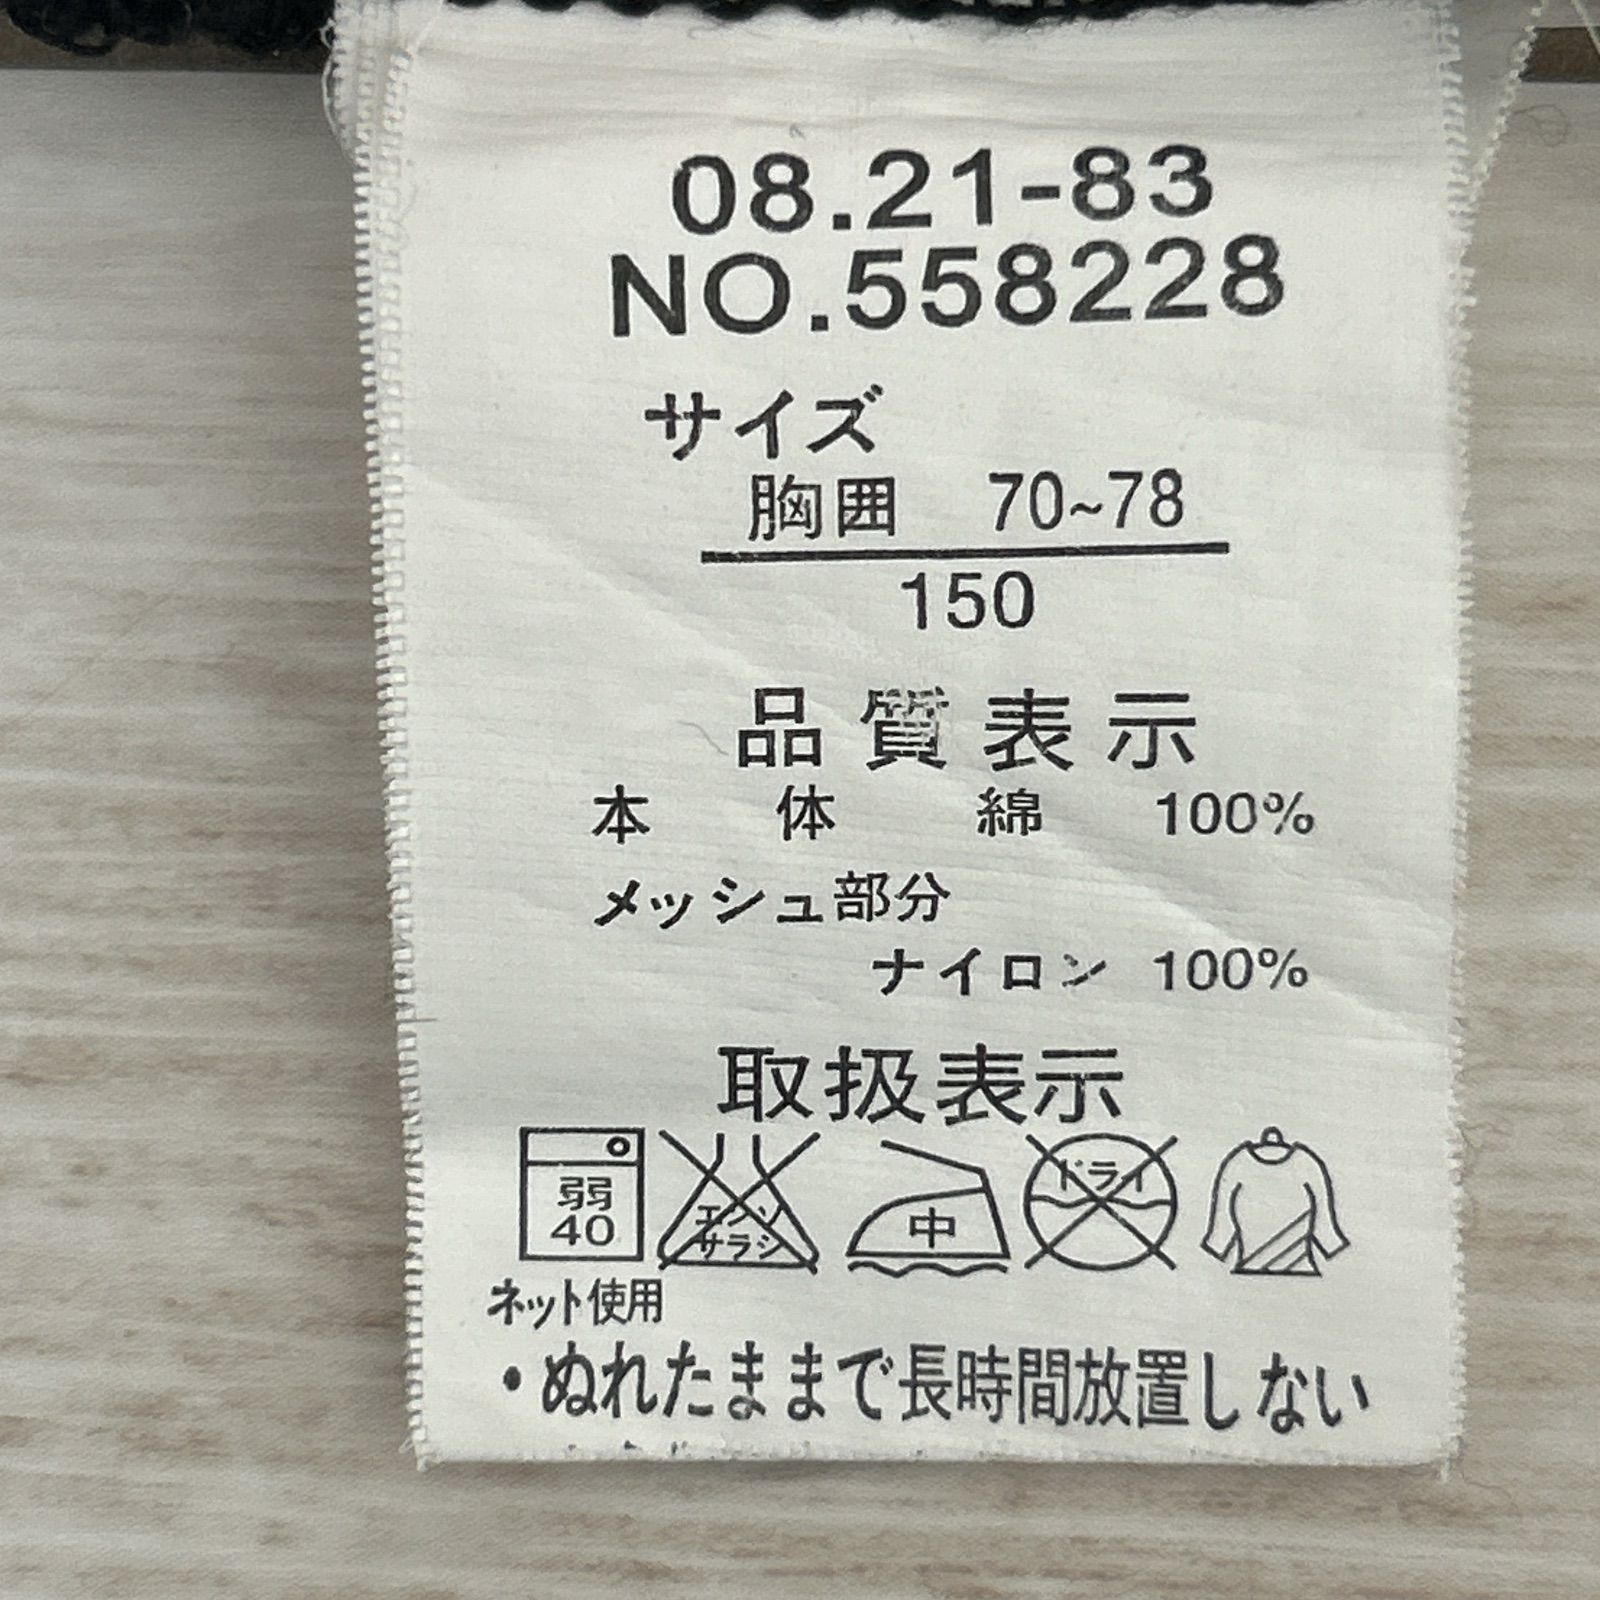 08.21-83
NO.558228
サイズ
胸囲 70~78
150
品質表示
本 体 綿 100%
メッシュ部分
ナイロン 100%
取扱表示
弱
40
エンソ
サラシ
中
ドライ
ネット使用
・ぬれたままで長時間放置しない